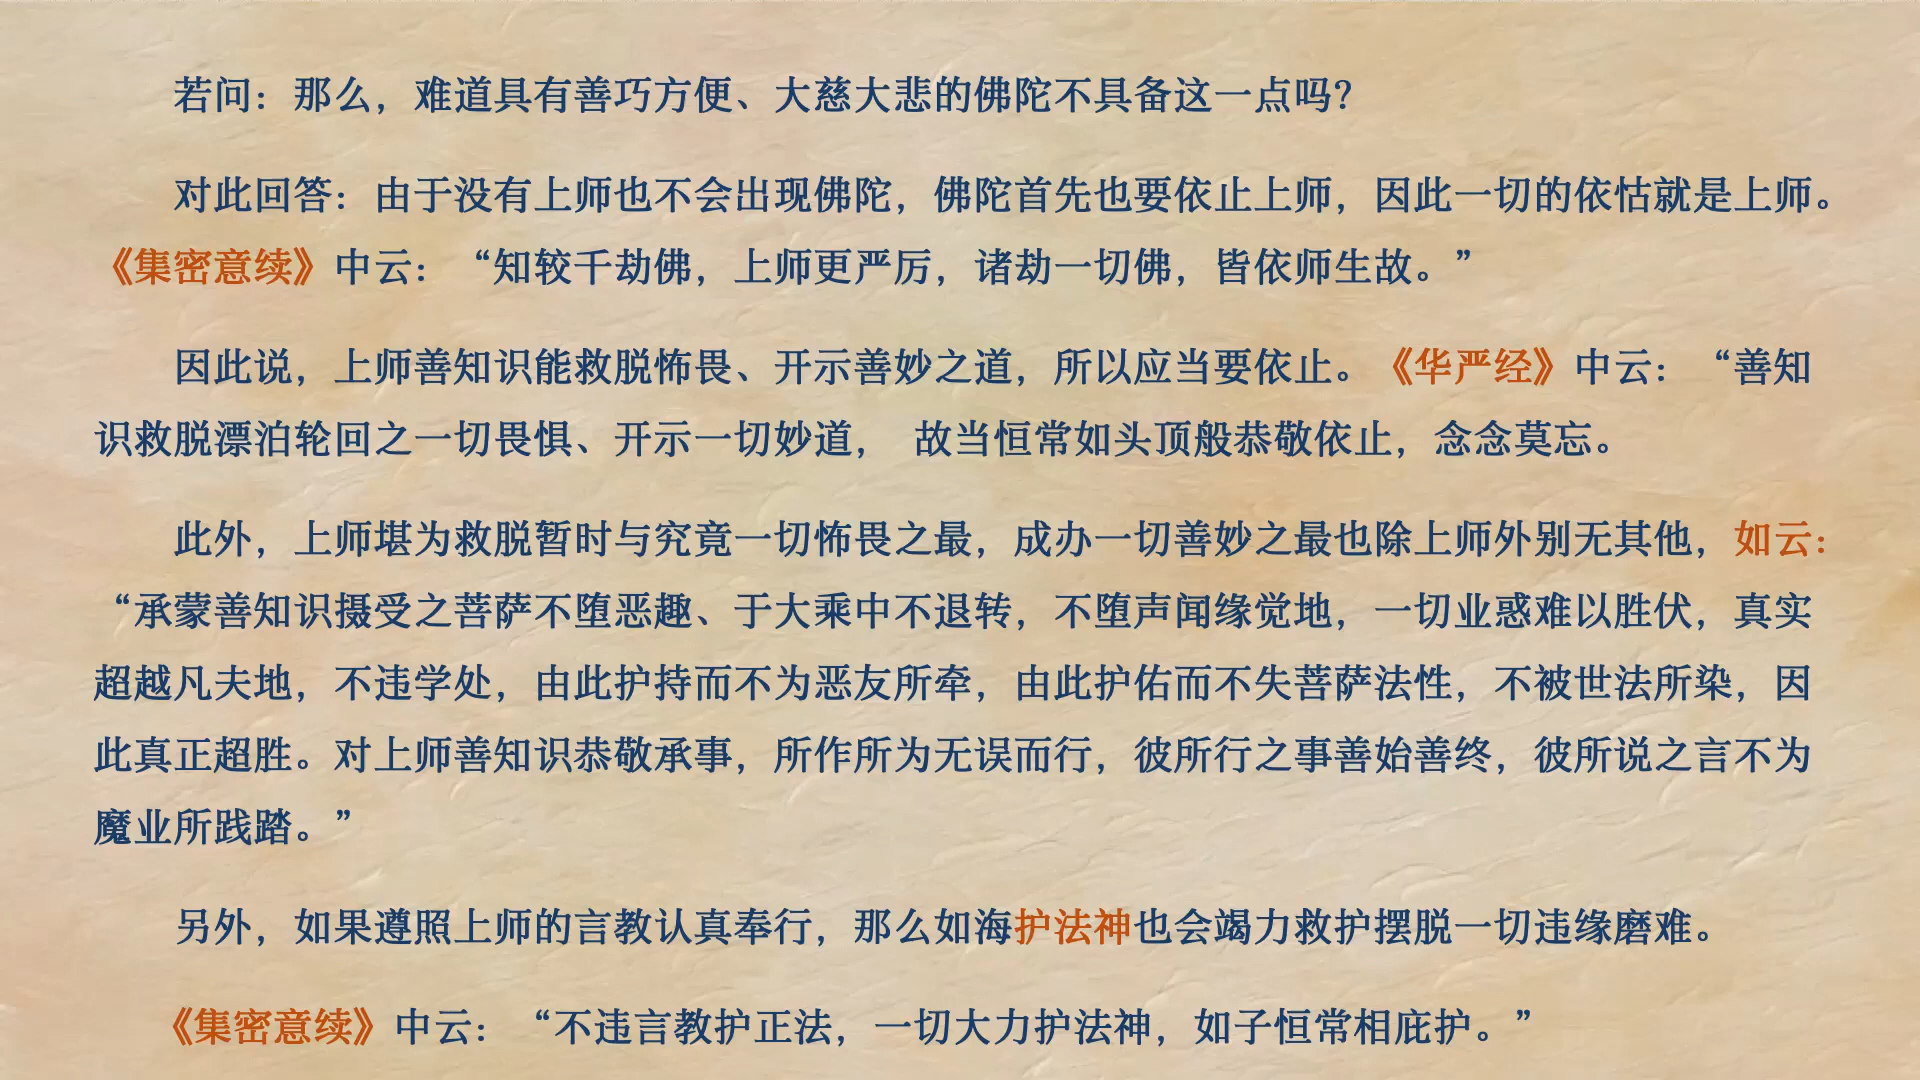 若问：那么，难道具有善巧方便、大慈大悲的佛陀不具备这一点吗？
对此回答：由于没有上师也不会出现佛陀，佛陀首先也要依止上师，因此一切的依怙就是上师。
《集密意续》中云：“知较千劫佛，上师更严厉，诸劫一切佛，皆依师生故。”
因此说，上师善知识能救脱怖畏、开示善妙之道，所以应当要依止。《华严经》中云：“善知
识救脱漂泊轮回之一切畏惧、开示一切妙道， 故当恒常如头顶般恭敬依止，念念莫忘。
此外，上师堪为救脱暂时与究竟一切怖畏之最，成办一切善妙之最也除上师外别无其他，如云：
“承蒙善知识摄受之菩萨不堕恶趣、于大乘中不退转，不堕声闻缘觉地，一切业惑难以胜伏，真实
超越凡夫地，不违学处，由此护持而不为恶友所牵，由此护佑而不失菩萨法性，不被世法所染，因
此真正超胜。对上师善知识恭敬承事，所作所为无误而行，彼所行之事善始善终，彼所说之言不为
魔业所践踏。”
另外，如果遵照上师的言教认真奉行，那么如海护法神也会竭力救护摆脱一切违缘磨难。
《集密意续》中云：“不违言教护正法，一切大力护法神，如子恒常相庇护。”